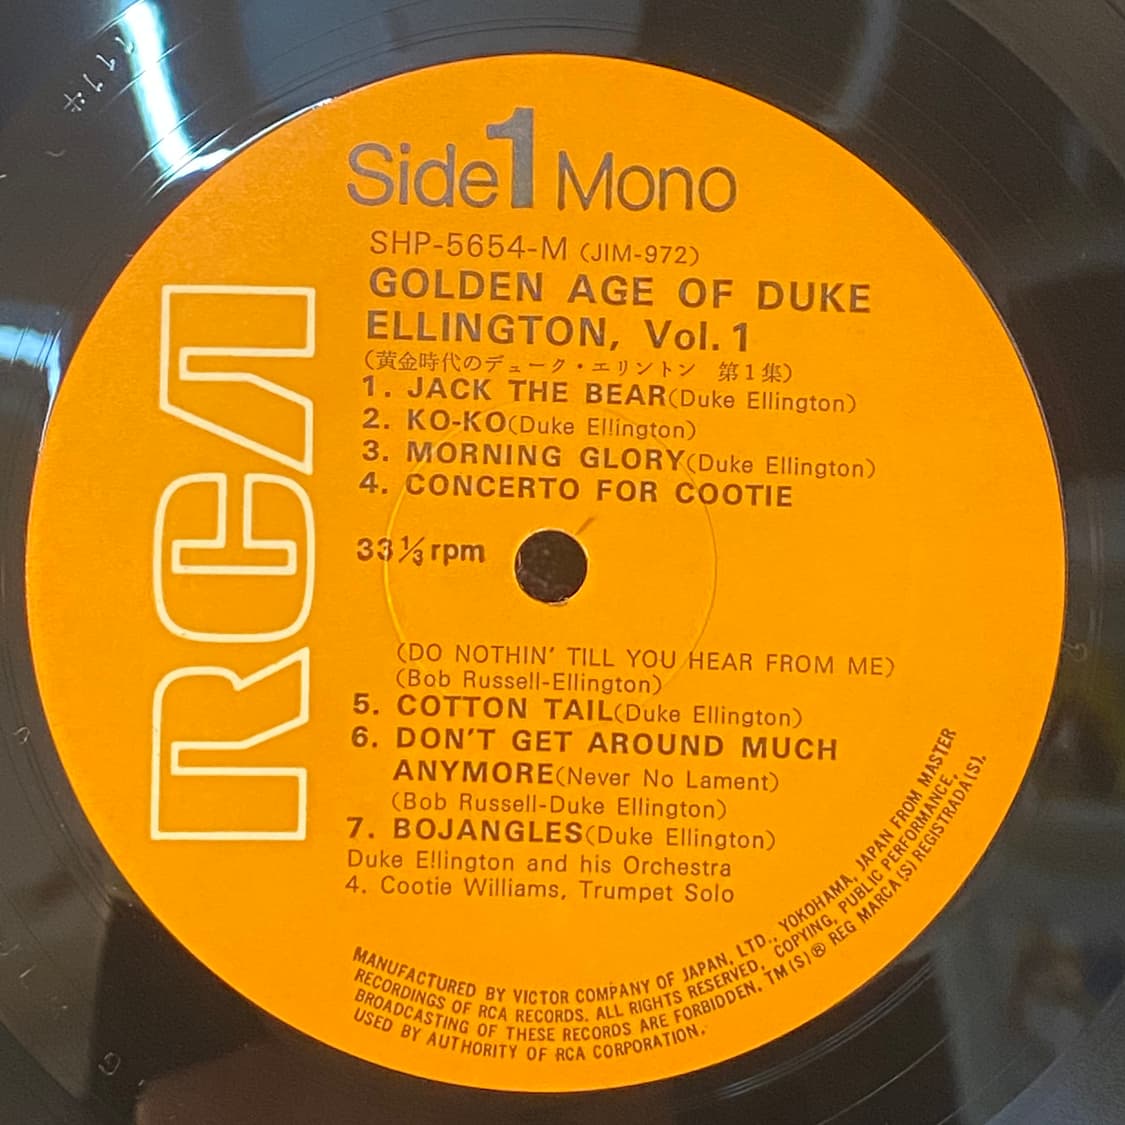 Side 1 Mono
SHP-5654-M (JIM-972)
GOLDEN AGE OF DUKE
ELLINGTON, Vol. 1
(黄金時代のデューク・エリントン 第1集)
1. JACK THE BEAR(Duke Ellington)
2. KO-KO(Duke Ellington)
3. MORNING GLORY(Duke Ellington)
4. CONCERTO FOR COOTIE
33⅓rpm
(DO NOTHIN' TILL YOU HEAR FROM ME)
(Bob Russell-Ellington)
5. COTTON TAIL(Duke Ellington)
6. DON'T GET AROUND MUCH
ANYMORE(Never No Lament)
(Bob Russell-Duke Ellington)
7. BOJANGLES(Duke Ellington)
Duke Ellington and his Orchestra
4. Cootie Williams, Trumpet Solo
RCA
MANUFACTURED BY VICTOR COMPANY OF JAPAN, LTD., YOKOHAMA, JAPAN FROM MASTER
RECORDINGS OF RCA RECORDS. ALL RIGHTS RESERVED, COPYING, PUBLIC PERFORMANCE,
BROADCASTING OF THESE RECORDS ARE FORBIDDEN. TM(S)® REG MARCA(S) REGISTRADA(S).
USED BY AUTHORITY OF RCA CORPORATION.